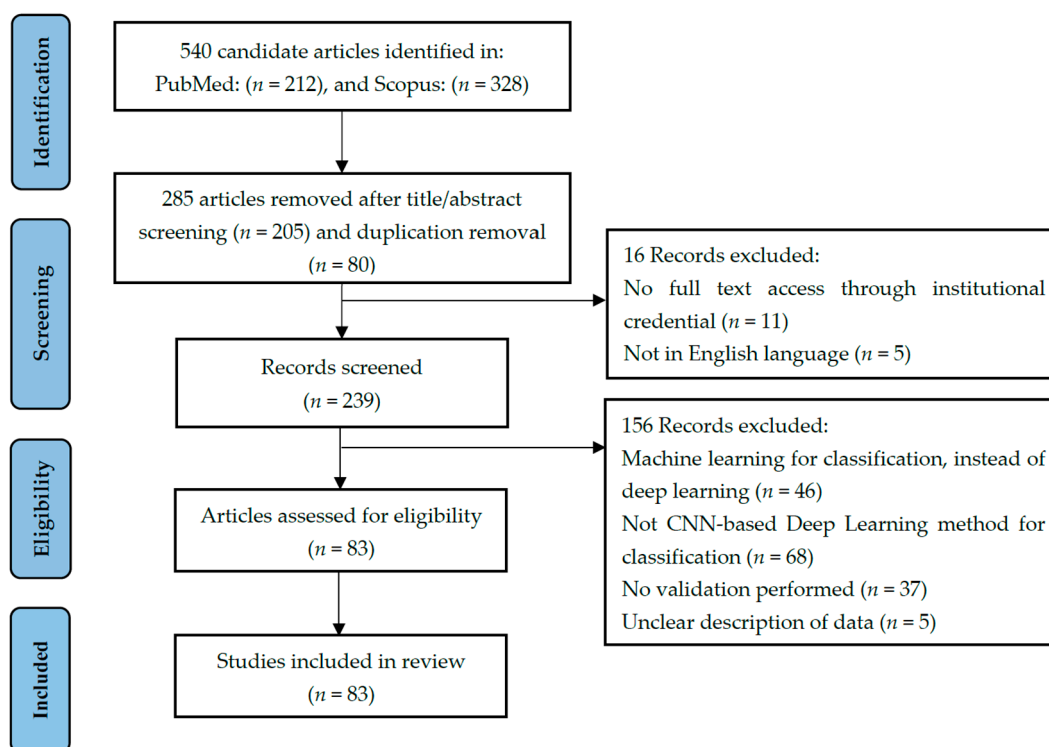 Identification
540 candidate articles identified in:
PubMed: (n = 212), and Scopus: (n = 328)
285 articles removed after title/abstract
screening (n = 205) and duplication removal
(n = 80)
Screening
16 Records excluded:
No full text access through institutional
credential (n = 11)
Not in English language (n = 5)
Records screened
(n = 239)
156 Records excluded:
Machine learning for classification, instead of
deep learning (n = 46)
Not CNN-based Deep Learning method for
classification (n = 68)
No validation performed (n = 37)
Unclear description of data (n = 5)
Eligibility
Articles assessed for eligibility
(n = 83)
Included
Studies included in review
(n = 83)